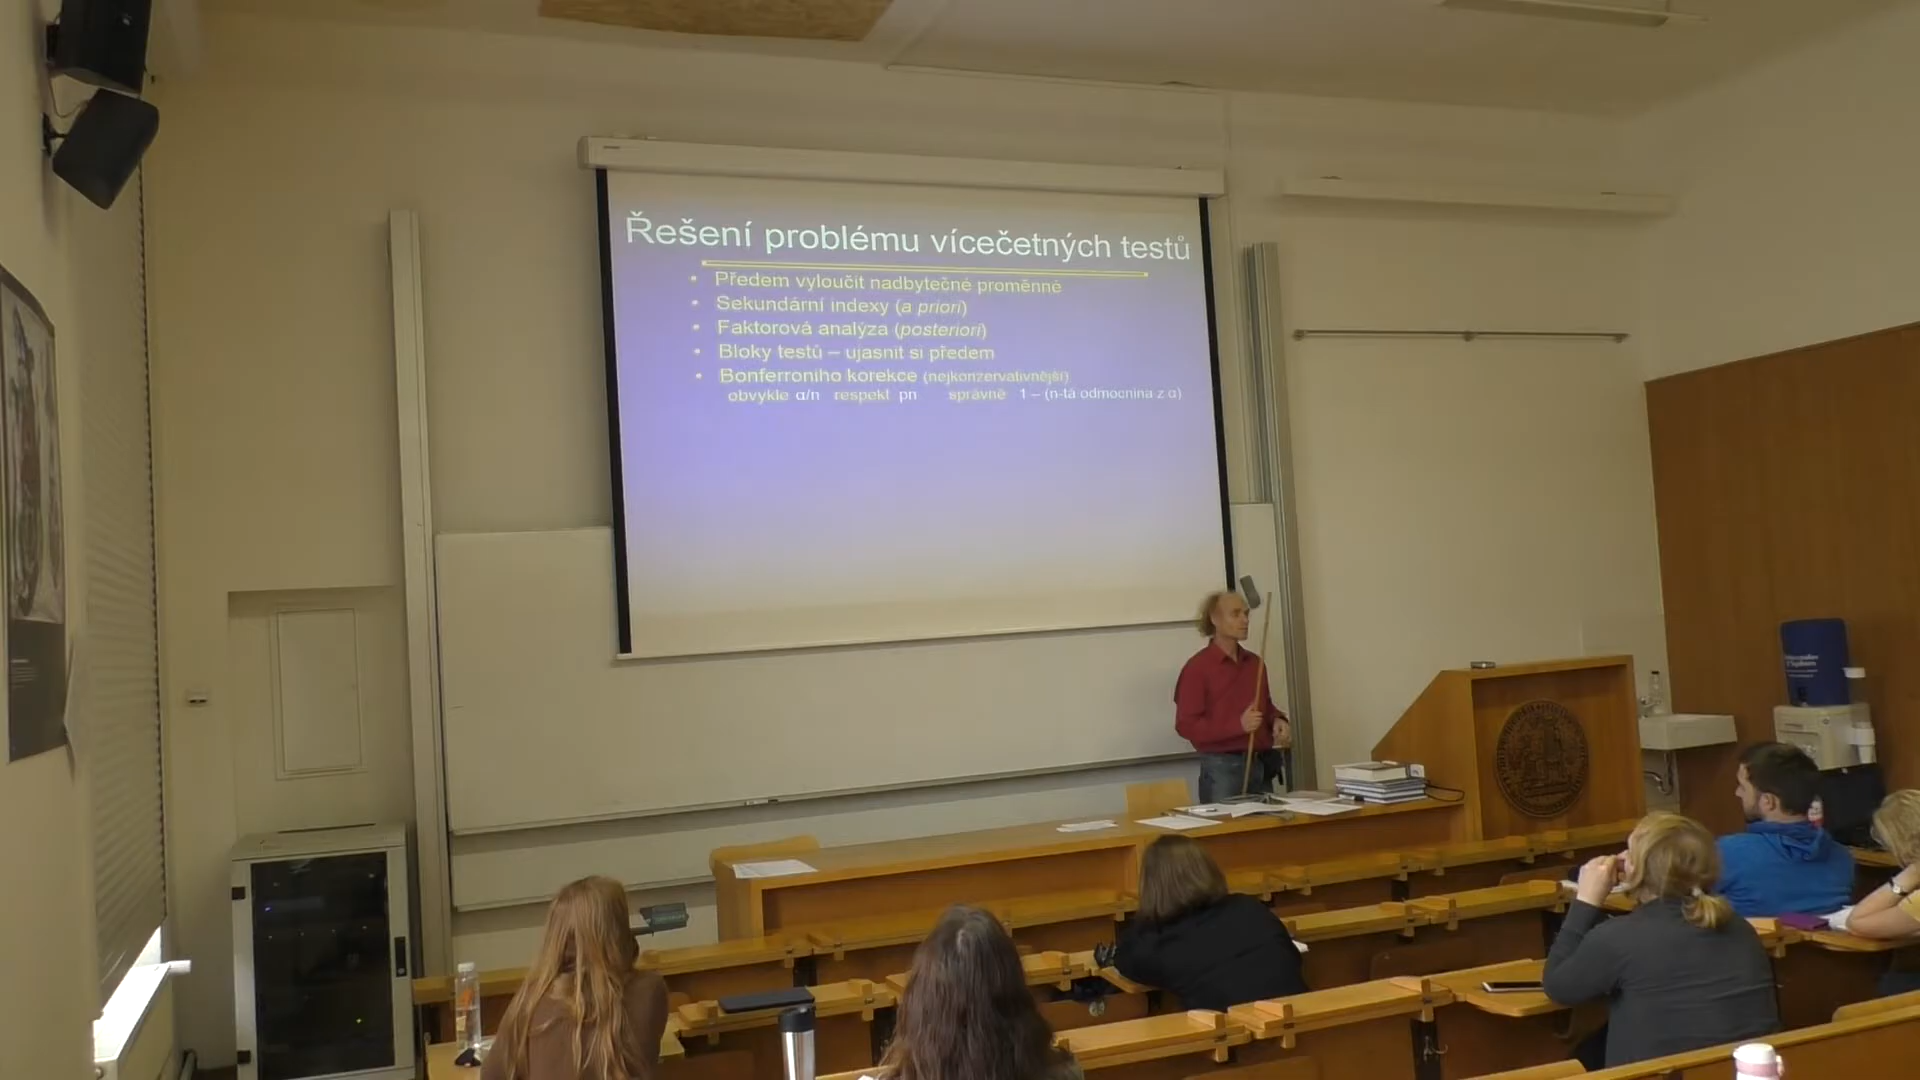 Řešení problému vícečetných testů
• Předem vyloučit nadbytečné proměnné
• Sekundární indexy (a priori)
• Faktorová analýza (posteriori)
• Bloky testů – ujasnit si předem
• Bonferroniho korekce (nejkonzervativnější)
obvykle α/n respekt pn správně 1 – (n-tá odmocnina z α)